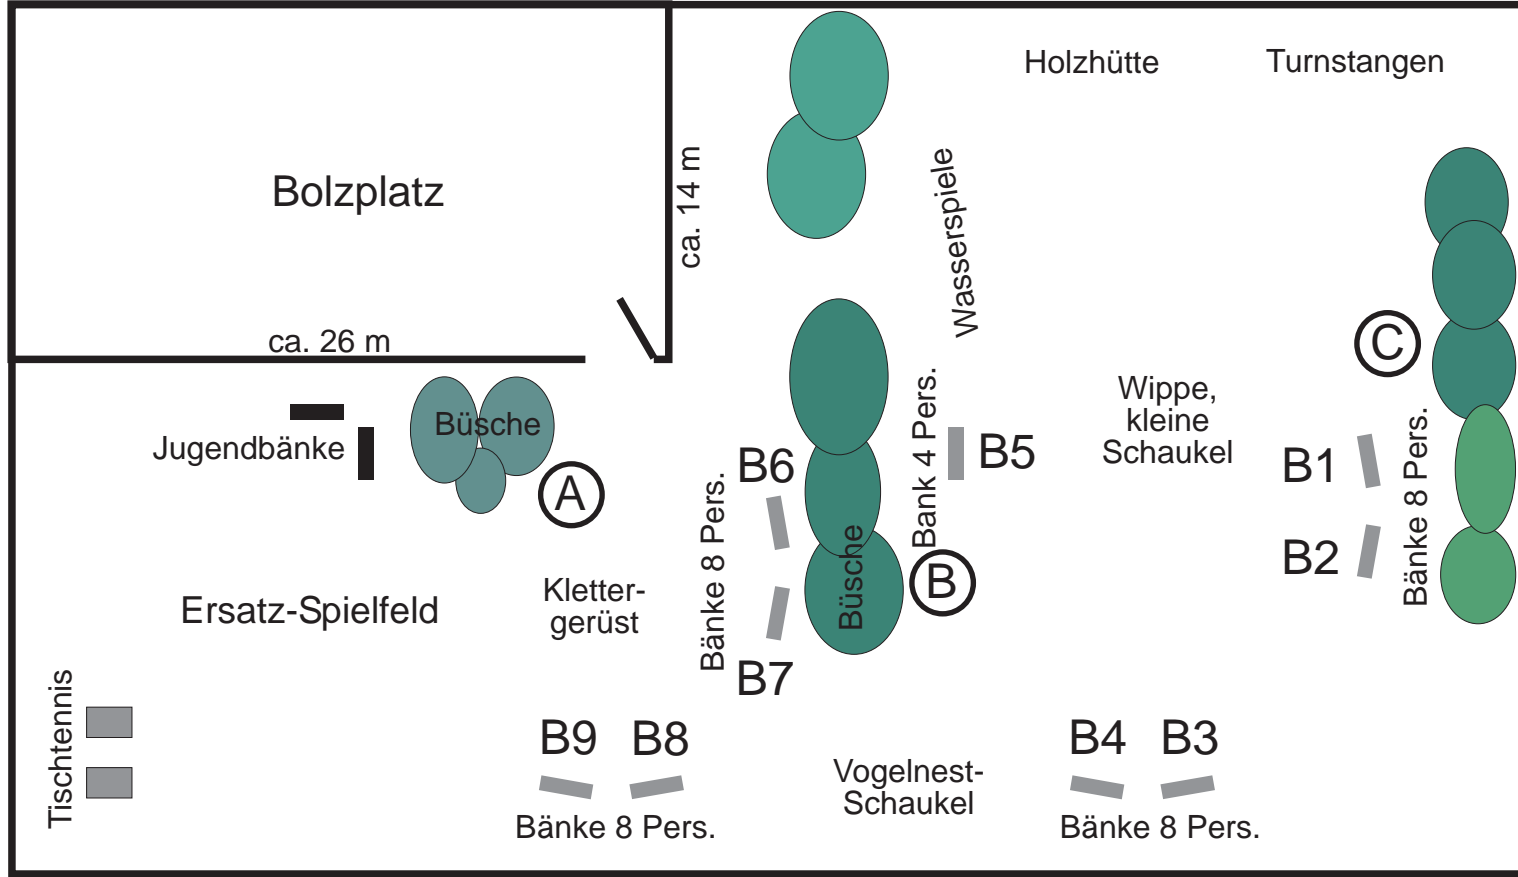 Holzhütte
Turnstangen
Bolzplatz
ca. 14 m
Wasserspiele
ca. 26 m
C
Büsche
Jugendbänke
A
B6
Bänke 8 Pers.
Bank 4 Pers.
B5
Wippe,
kleine
Schaukel
B1
B2
Bänke 8 Pers.
Büsche
B
Ersatz-Spielfeld
Kletter-
gerüst
B7
Tischtennis
B9
B8
Bänke 8 Pers.
Vogelnest-
Schaukel
B4
B3
Bänke 8 Pers.